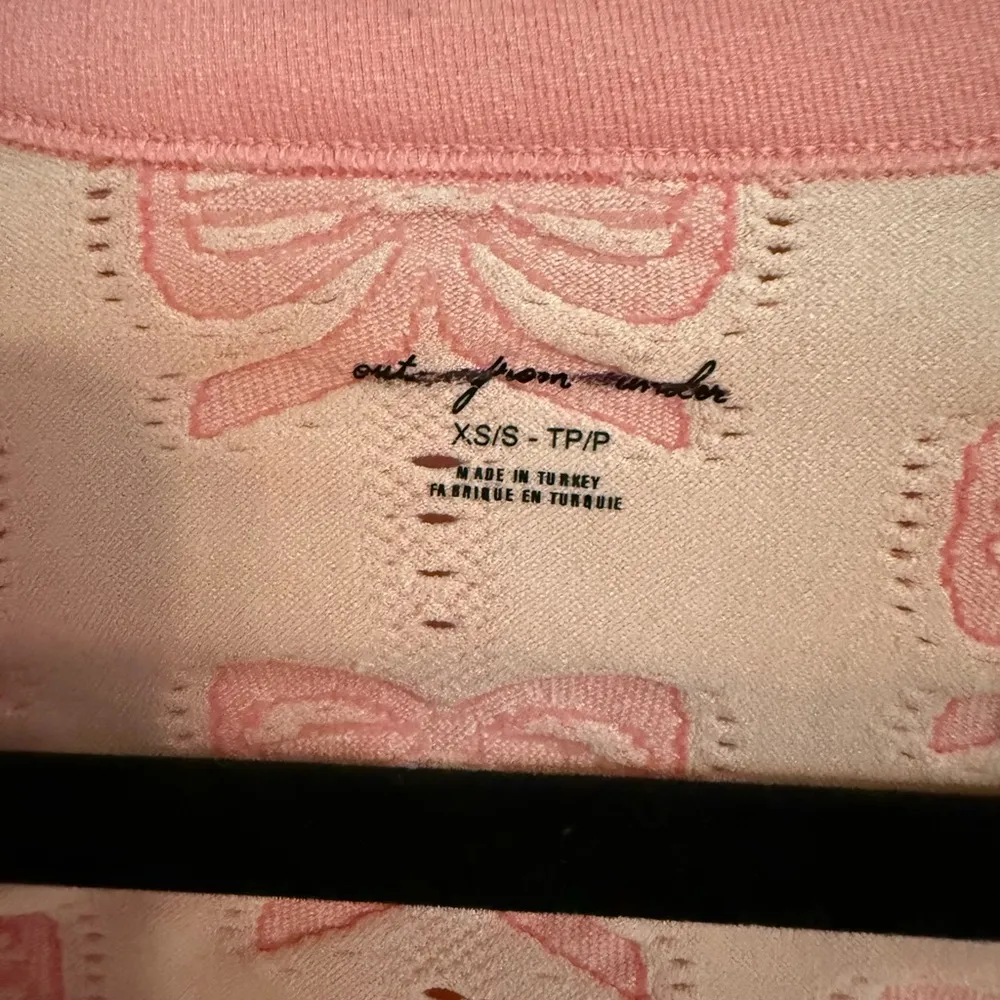 out from under
XS/S - TP/P
MADE IN TURKEY
FABRIQUE EN TURQUIE